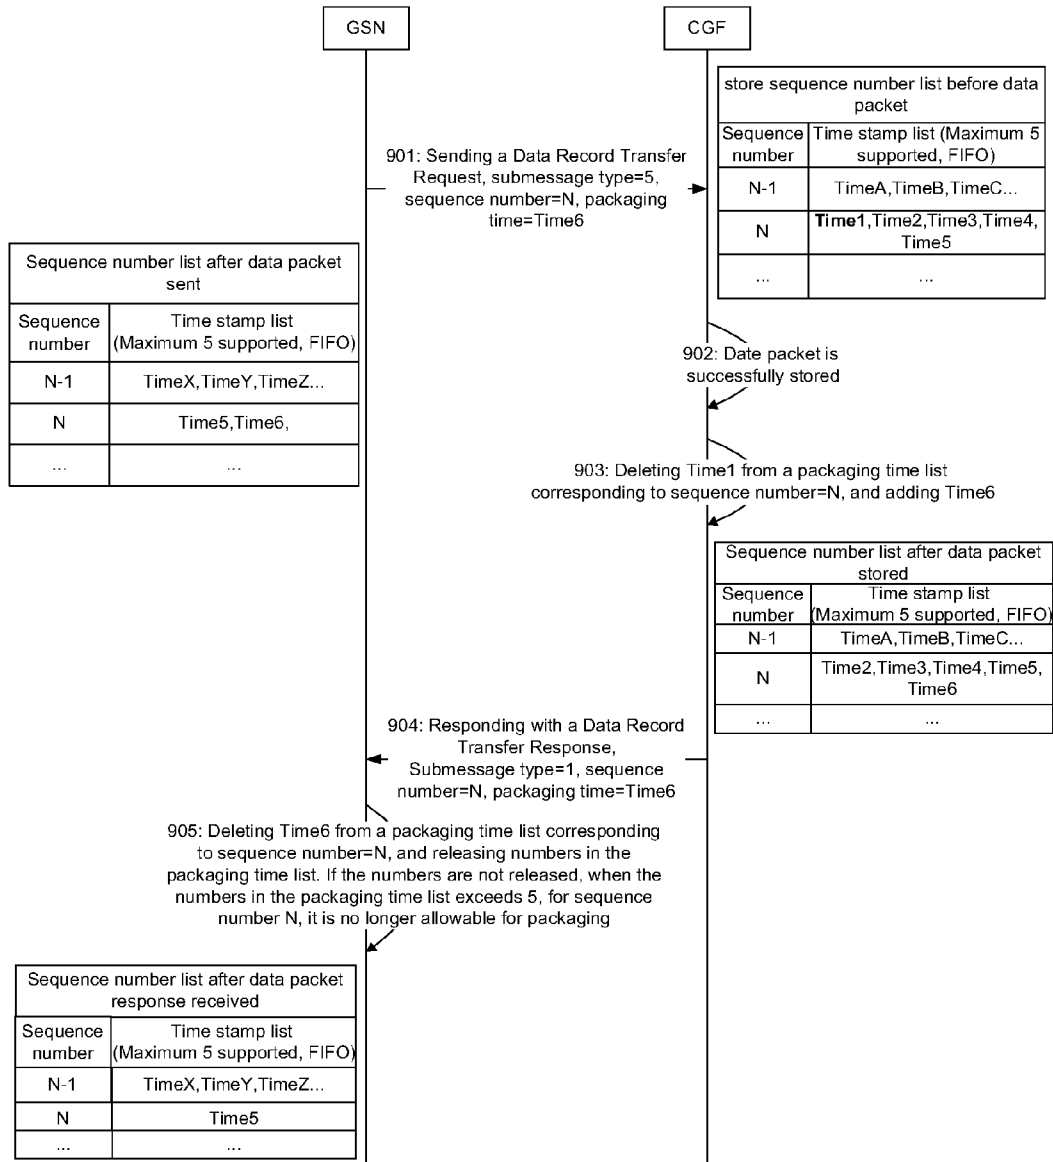 GSN
CGF
store sequence number list before data
packet
Sequence
number
Time stamp list (Maximum 5
supported, FIFO)
N-1
TimeA,TimeB,TimeC...
N
Time1,Time2,Time3,Time4,
Time5
...
...
901: Sending a Data Record Transfer
Request, submessage type=5,
sequence number=N, packaging
time=Time6
Sequence number list after data packet
sent
Sequence
number
Time stamp list
(Maximum 5 supported, FIFO)
N-1
TimeX,TimeY,TimeZ...
N
Time5,Time6,
...
...
902: Date packet is
successfully stored
903: Deleting Time1 from a packaging time list
corresponding to sequence number=N, and adding Time6
Sequence number list after data packet
stored
Sequence
number
Time stamp list
(Maximum 5 supported, FIFO)
N-1
TimeA,TimeB,TimeC...
N
Time2,Time3,Time4,Time5,
Time6
...
...
904: Responding with a Data Record
Transfer Response,
Submessage type=1, sequence
number=N, packaging time=Time6
905: Deleting Time6 from a packaging time list corresponding
to sequence number=N, and releasing numbers in the
packaging time list. If the numbers are not released, when the
numbers in the packaging time list exceeds 5, for sequence
number N, it is no longer allowable for packaging
Sequence number list after data packet
response received
Sequence
number
Time stamp list
(Maximum 5 supported, FIFO)
N-1
TimeX,TimeY,TimeZ...
N
Time5
...
...